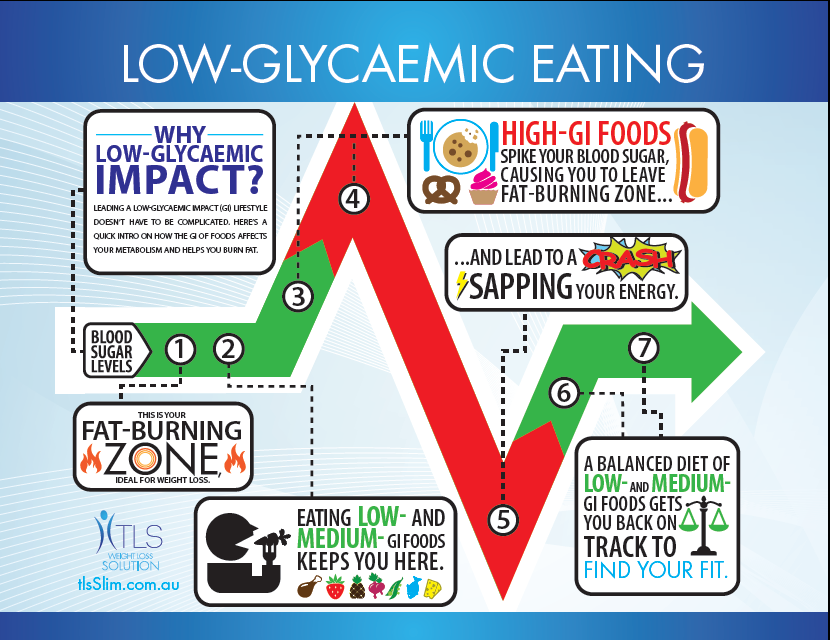 LOW-GLYCAEMIC EATING
WHY
LOW-GLYCAEMIC
IMPACT?
LEADING A LOW-GLYCAEMIC IMPACT (GI) LIFESTYLE
DOESN'T HAVE TO BE COMPLICATED. HERE'S A
QUICK INTRO ON HOW THE GI OF FOODS AFFECTS
YOUR METABOLISM AND HELPS YOU BURN FAT.
HIGH-GI FOODS
SPIKE YOUR BLOOD SUGAR,
CAUSING YOU TO LEAVE
FAT-BURNING ZONE...
4
...AND LEAD TO A CRASH
SAPPING YOUR ENERGY.
3
BLOOD
SUGAR
LEVELS
1
2
7
6
THIS IS YOUR
FAT-BURNING
ZONE,
IDEAL FOR WEIGHT LOSS.
5
A BALANCED DIET OF
LOW- AND MEDIUM-
GI FOODS GETS
YOU BACK ON
TRACK TO
FIND YOUR FIT.
EATING LOW- AND
MEDIUM- GI FOODS
KEEPS YOU HERE.
TLS
WEIGHT LOSS
SOLUTION
tlsSlim.com.au